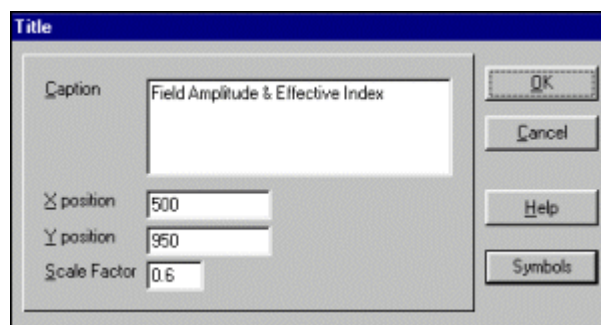 Title
Caption
Field Amplitude & Effective Index
X position
500
Y position
950
Scale Factor
0.6
OK
Cancel
Help
Symbols